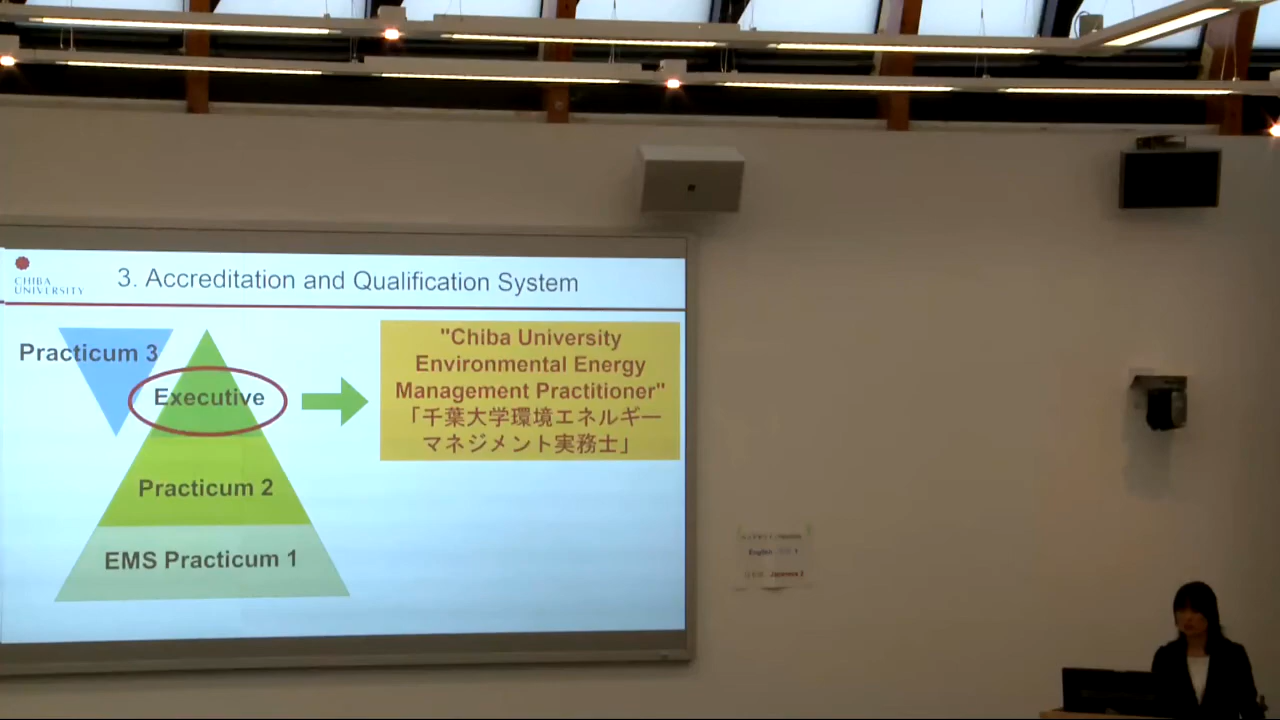 CHIBA
UNIVERSITY
3. Accreditation and Qualification System
Practicum 3
Executive
Practicum 2
EMS Practicum 1
"Chiba University
Environmental Energy
Management Practitioner"
「千葉大学環境エネルギー
マネジメント実務士」
English
Japanese 2